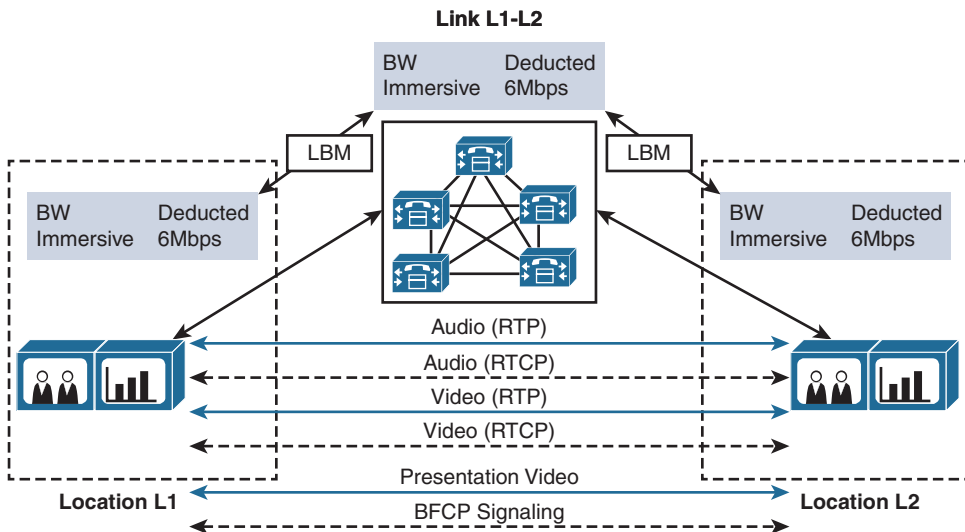 Link L1-L2
BW Deducted
Immersive 6Mbps
LBM
LBM
BW Deducted
Immersive 6Mbps
BW Deducted
Immersive 6Mbps
Audio (RTP)
Audio (RTCP)
Video (RTP)
Video (RTCP)
Presentation Video
Location L1
Location L2
BFCP Signaling